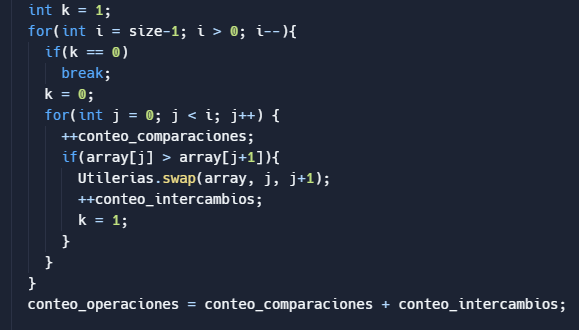 int k = 1;
for(int i = size-1; i > 0; i--){
if(k == 0)
break;
k = 0;
for(int j = 0; j < i; j++) {
++conteo_comparaciones;
if(array[j] > array[j+1]){
Utilerias.swap(array, j, j+1);
++conteo_intercambios;
k = 1;
}
}
}
conteo_operaciones = conteo_comparaciones + conteo_intercambios;